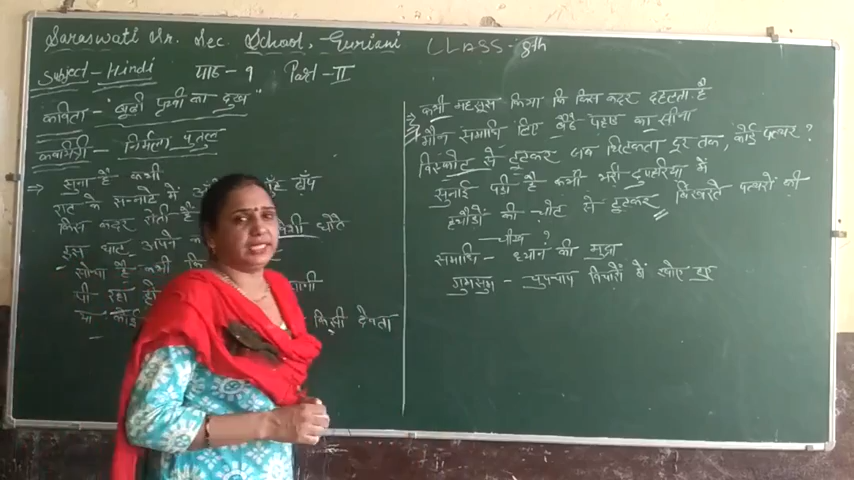 Saraswati Sr. Sec. School, Guriani
CLASS - 8th
Subject - Hindi पाठ - 9 Part - II
कविता - "बूढ़ी पृथ्वी का दुख"
कवयित्री - निर्मला पुतुल
⇒ सुना है कभी
रात के सन्नाटे में मुँह ढाँप
किस कदर रोती है
इस घाट अपने धोते
सोचा है कभी कि
पी रहा हो
या कोई किसी देवता
कभी महसूस किया कि किस कदर दहलता है
मौन समाधि लिए बैठे पहाड़ का सीना
विस्फोट से टूटकर जब छिटकता दूर तक, कोई पत्थर?
सुनाई पड़ी है कभी भरी दुपहरिया में
हथौड़ों की चोट से टूटकर बिखरते पत्थरों की
चीख ?
समाधि - ध्यान की मुद्रा
गुमसुम - चुपचाप विचारों में खोए हुए